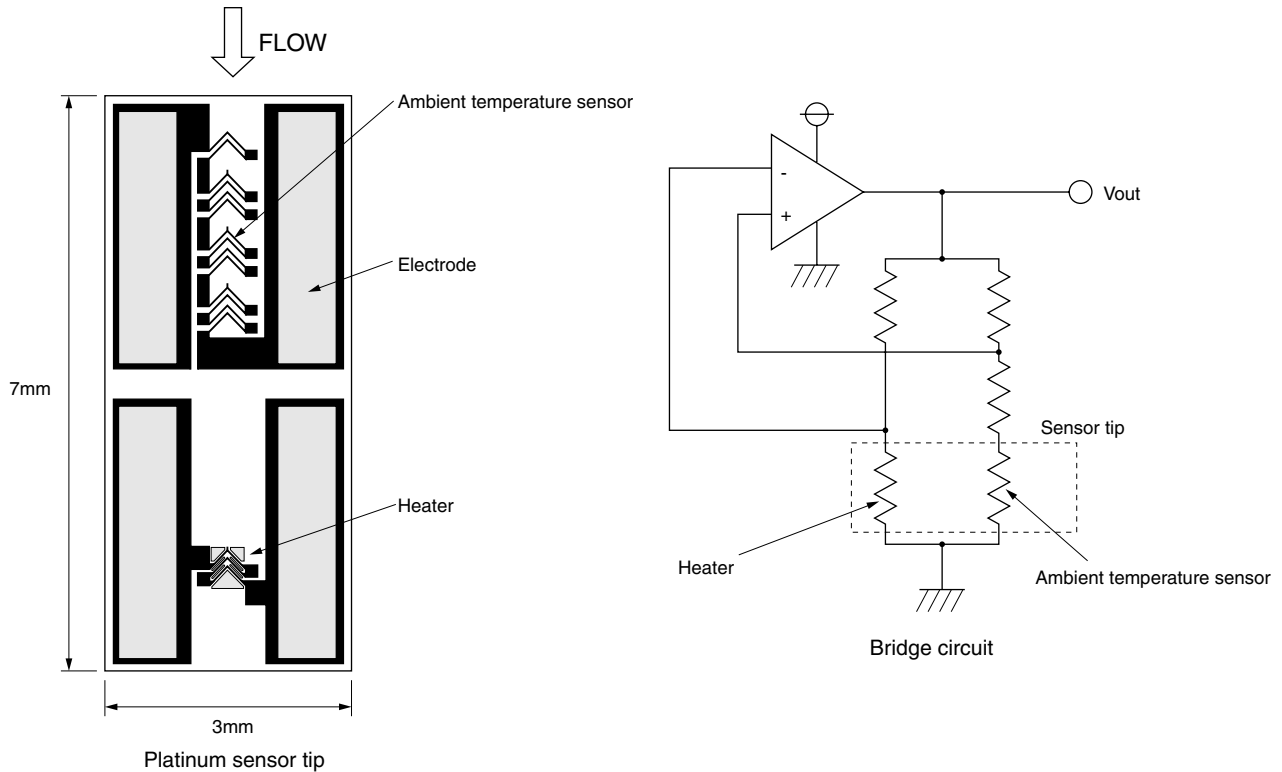 FLOW
Ambient temperature sensor
Electrode
7mm
Heater
3mm
Platinum sensor tip
-
+
Vout
Sensor tip
Heater
Ambient temperature sensor
Bridge circuit